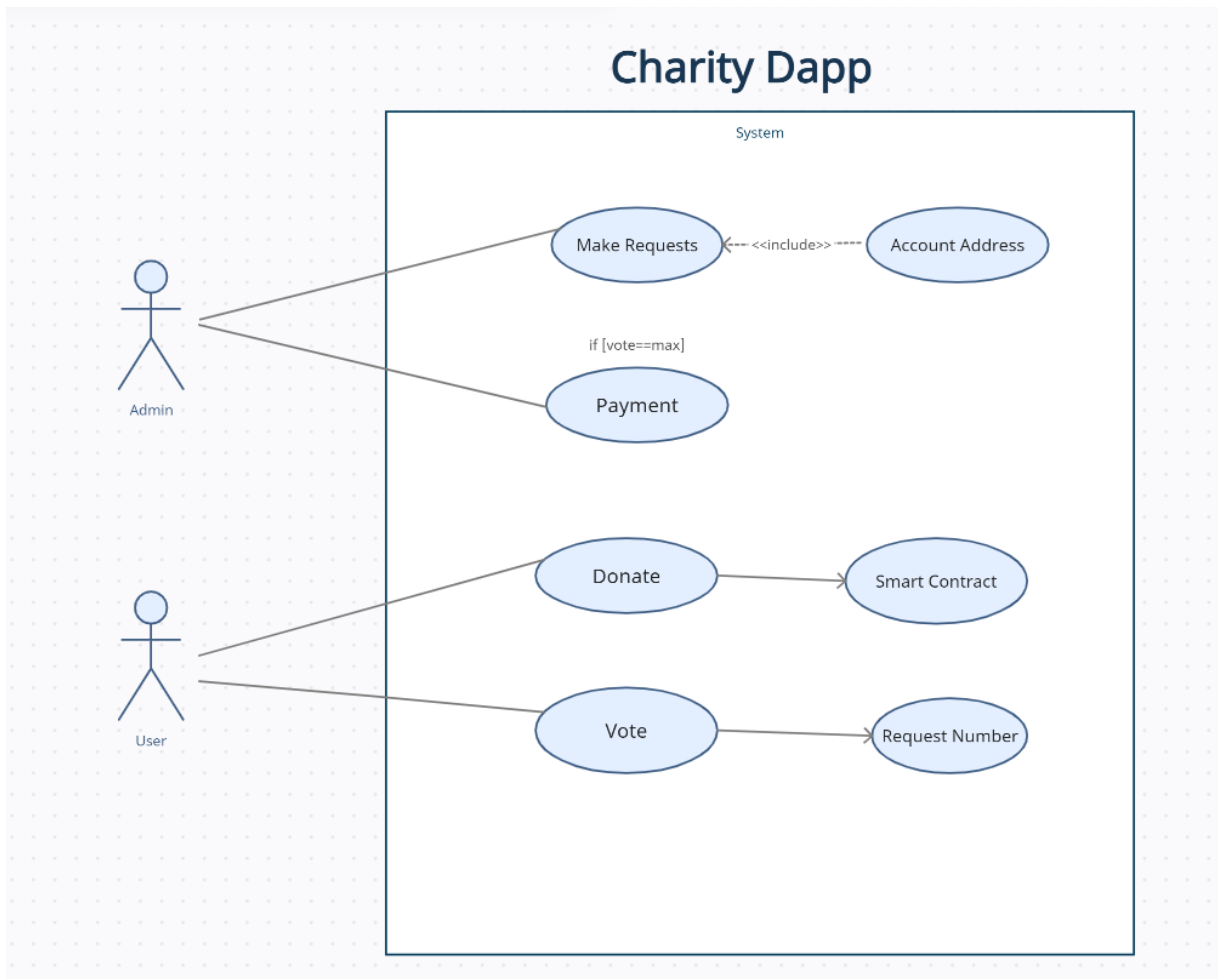 Charity Dapp
System
Make Requests
<<include>>
Account Address
if [vote==max]
Payment
Admin
Donate
Smart Contract
User
Vote
Request Number